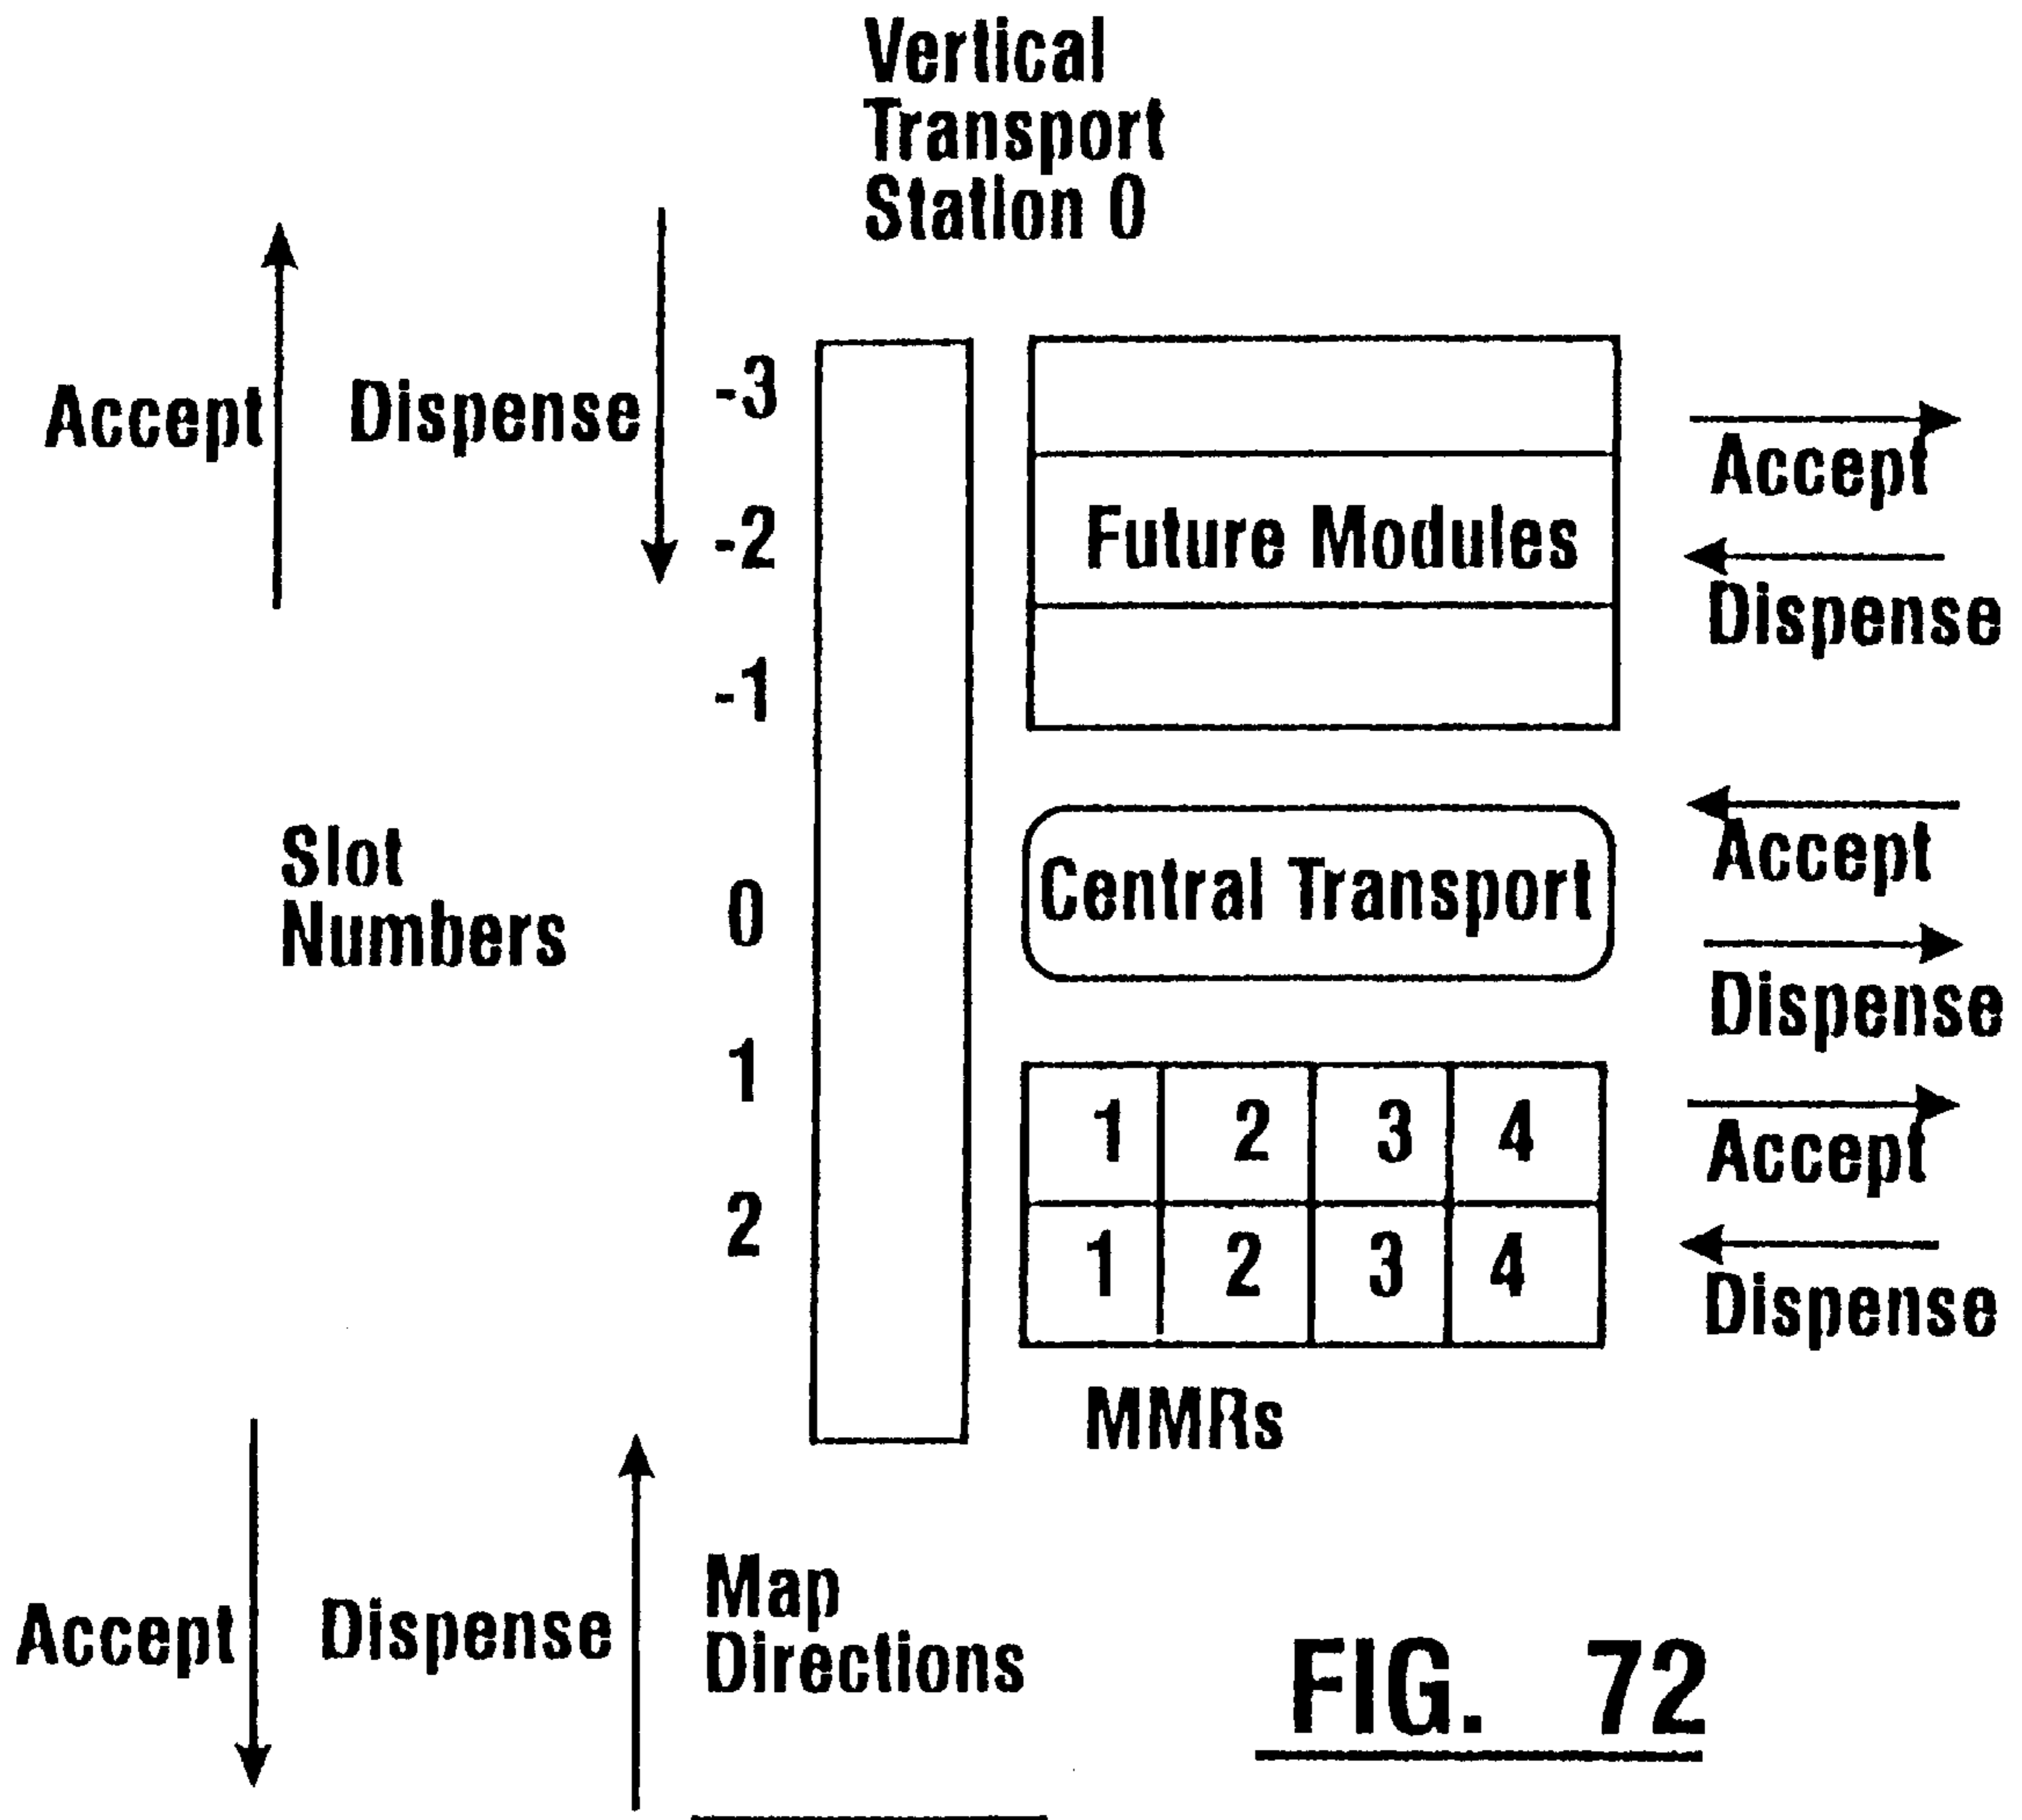 Vertical
Transport
Station 0
Accept
Dispense
-3
-2
-1
Future Modules
Accept
Dispense
Slot
Numbers
0
Central Transport
Accept
Dispense
1
1 2 3 4
Accept
2
1 2 3 4
Dispense
MMRs
Accept
Dispense
Map
Directions
FIG. 72